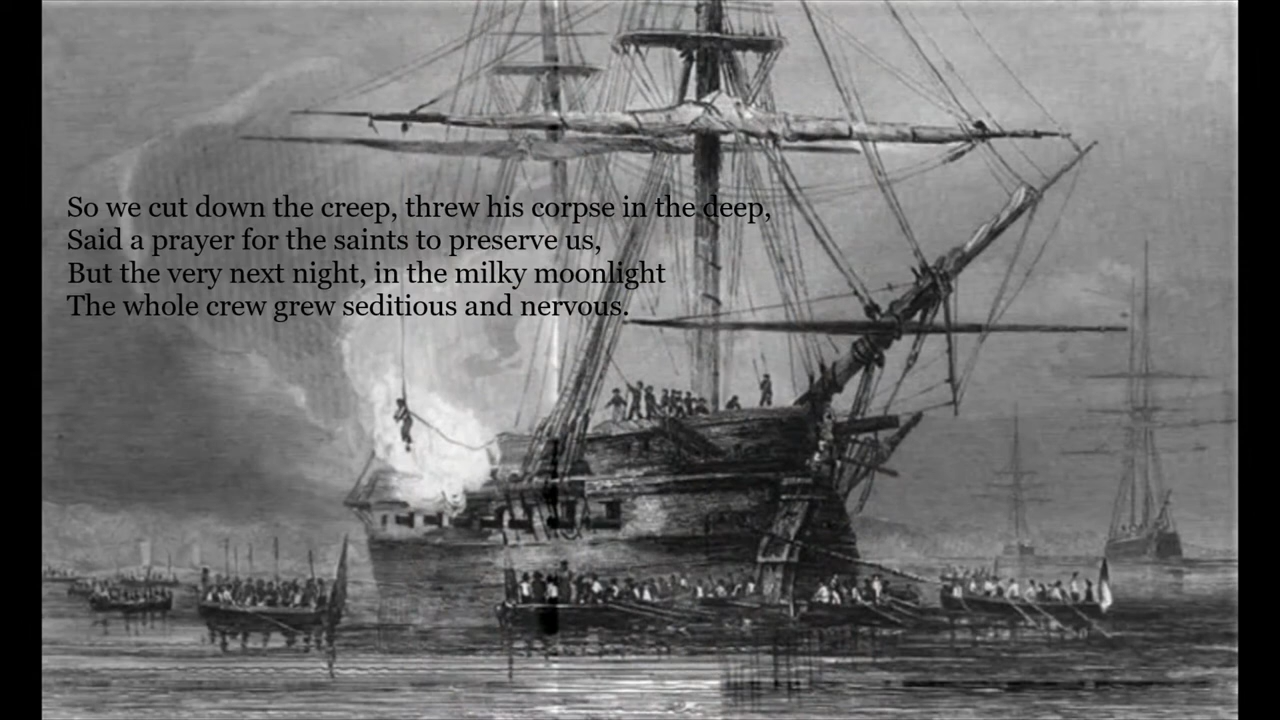 So we cut down the creep, threw his corpse in the deep,
Said a prayer for the saints to preserve us,
But the very next night, in the milky moonlight
The whole crew grew seditious and nervous.